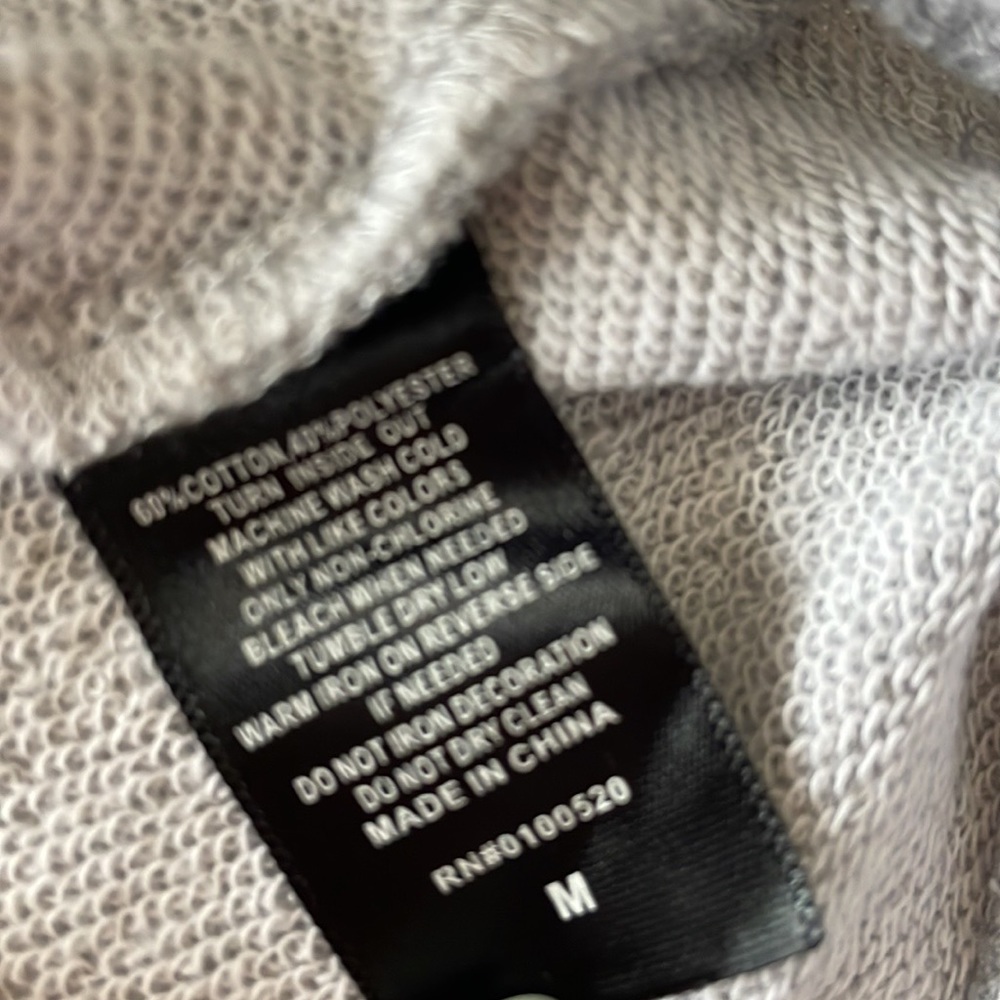 60%COTTON,40%POLYESTER
TURN INSIDE OUT
MACHINE WASH COLD
WITH LIKE COLORS
ONLY NON-CHLORINE
BLEACH WHEN NEEDED
TUMBLE DRY LOW
WARM IRON ON REVERSE SIDE
IF NEEDED
DO NOT IRON DECORATION
DO NOT DRY CLEAN
MADE IN CHINA
RN#0100520
M